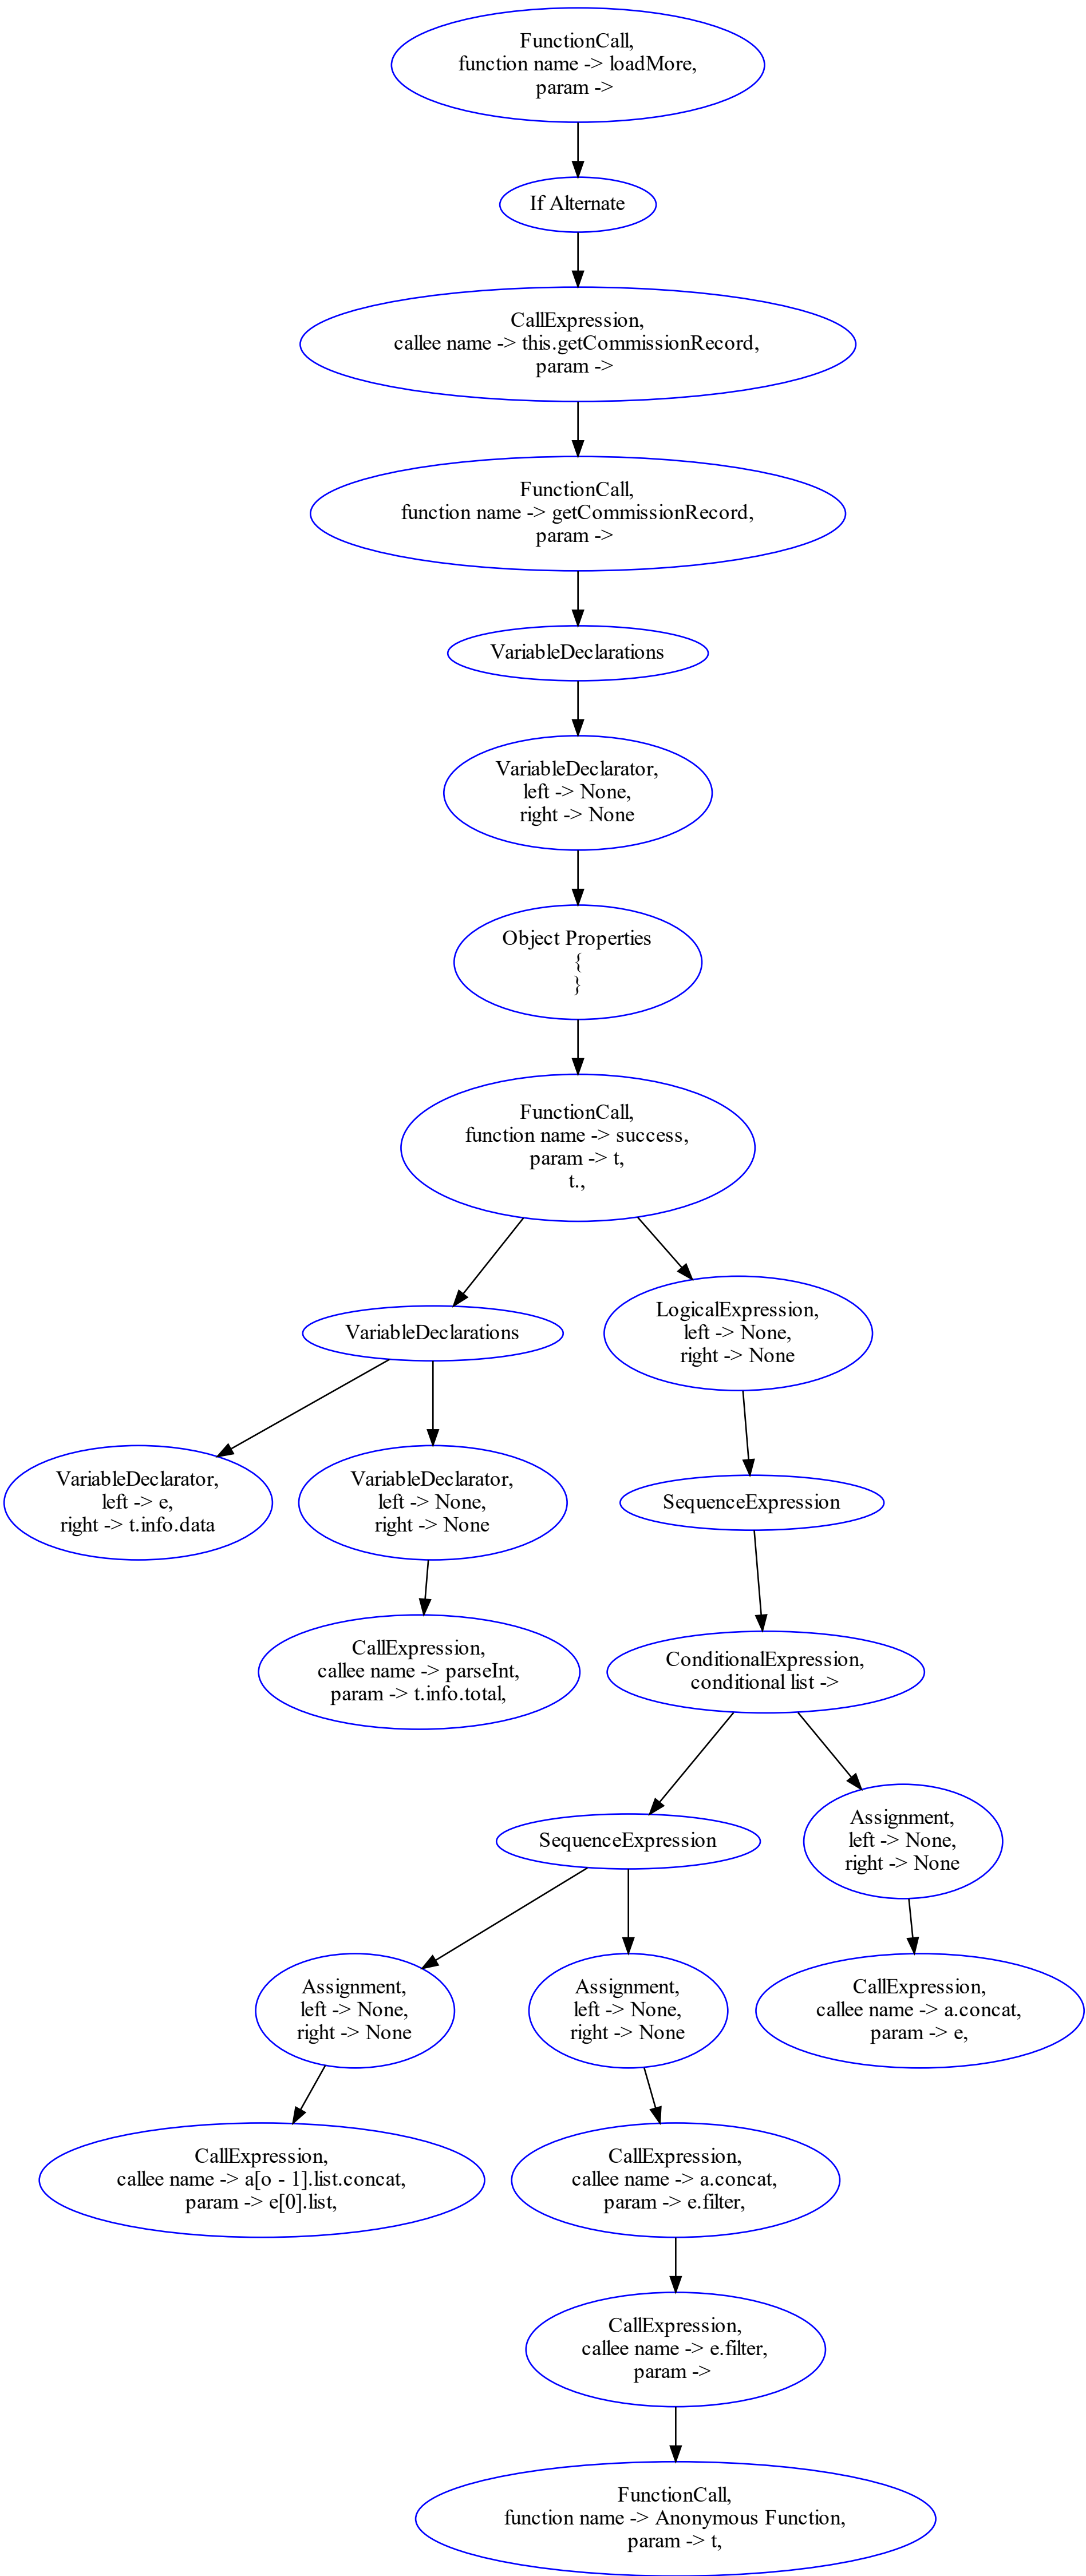 FunctionCall,
function name -> loadMore,
param ->
If Alternate
CallExpression,
callee name -> this.getCommissionRecord,
param ->
FunctionCall,
function name -> getCommissionRecord,
param ->
VariableDeclarations
VariableDeclarator,
left -> None,
right -> None
Object Properties
{
}
FunctionCall,
function name -> success,
param -> t,
t.,
VariableDeclarations
LogicalExpression,
left -> None,
right -> None
VariableDeclarator,
left -> e,
right -> t.info.data
VariableDeclarator,
left -> None,
right -> None
SequenceExpression
CallExpression,
callee name -> parseInt,
param -> t.info.total,
ConditionalExpression,
conditional list ->
SequenceExpression
Assignment,
left -> None,
right -> None
Assignment,
left -> None,
right -> None
Assignment,
left -> None,
right -> None
CallExpression,
callee name -> a.concat,
param -> e,
CallExpression,
callee name -> a[o - 1].list.concat,
param -> e[0].list,
CallExpression,
callee name -> a.concat,
param -> e.filter,
CallExpression,
callee name -> e.filter,
param ->
FunctionCall,
function name -> Anonymous Function,
param -> t,